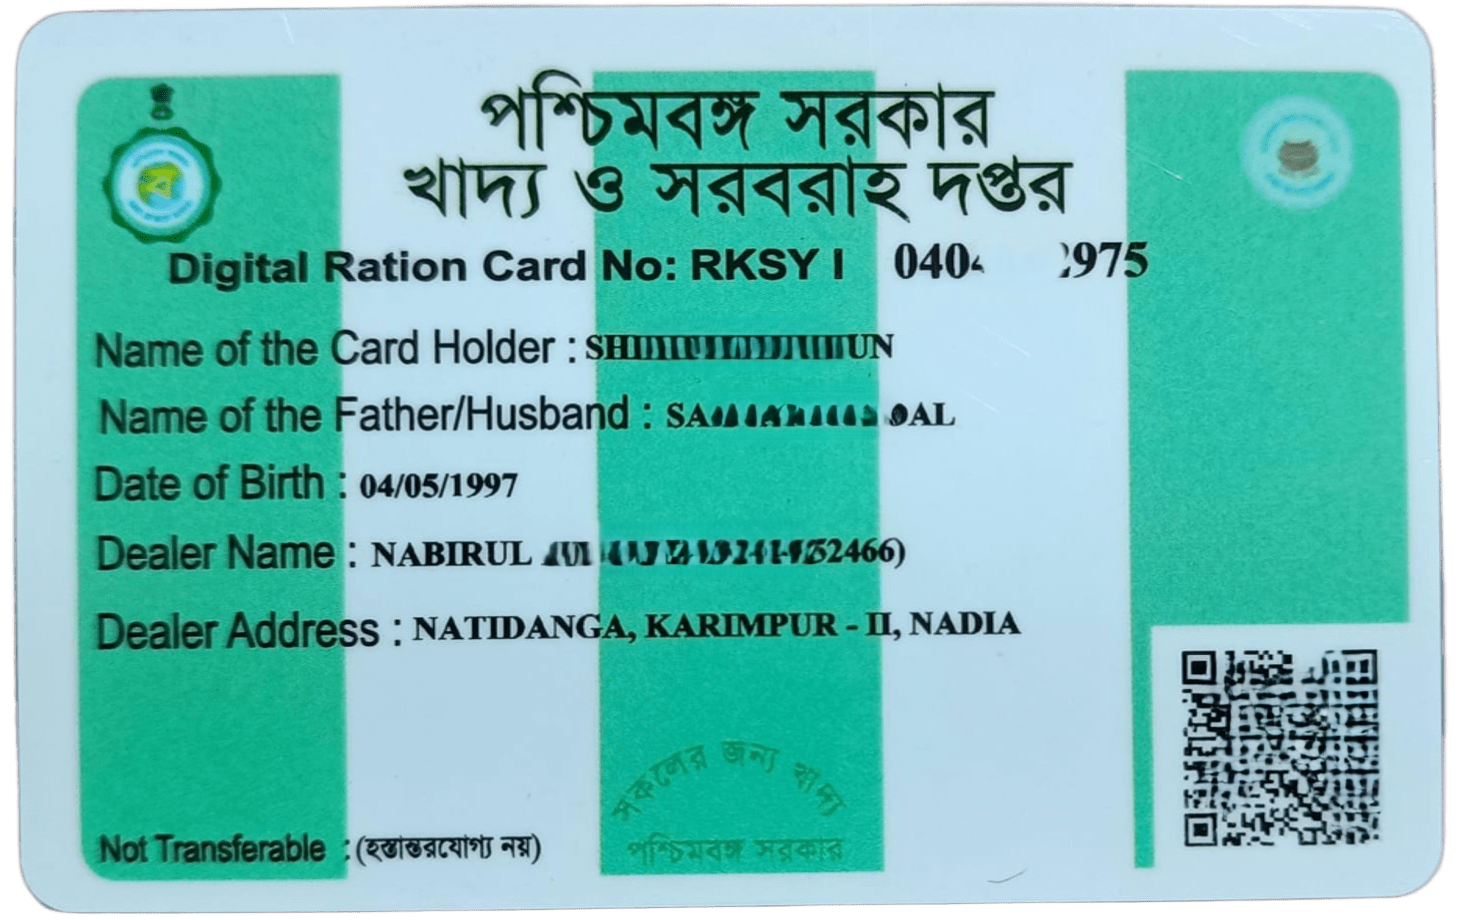 পশ্চিমবঙ্গ সরকার
খাদ্য ও সরবরাহ দপ্তর
Digital Ration Card No: RKSY I
Name of the Card Holder :
Name of the Father/Husband :
Date of Birth : 04/05/1997
Dealer Name : NABIRUL
Dealer Address : NATIDANGA, KARIMPUR - II, NADIA
সকলের জন্য খাদ্য
পশ্চিমবঙ্গ সরকার
Not Transferable : (হস্তান্তরযোগ্য নয়)